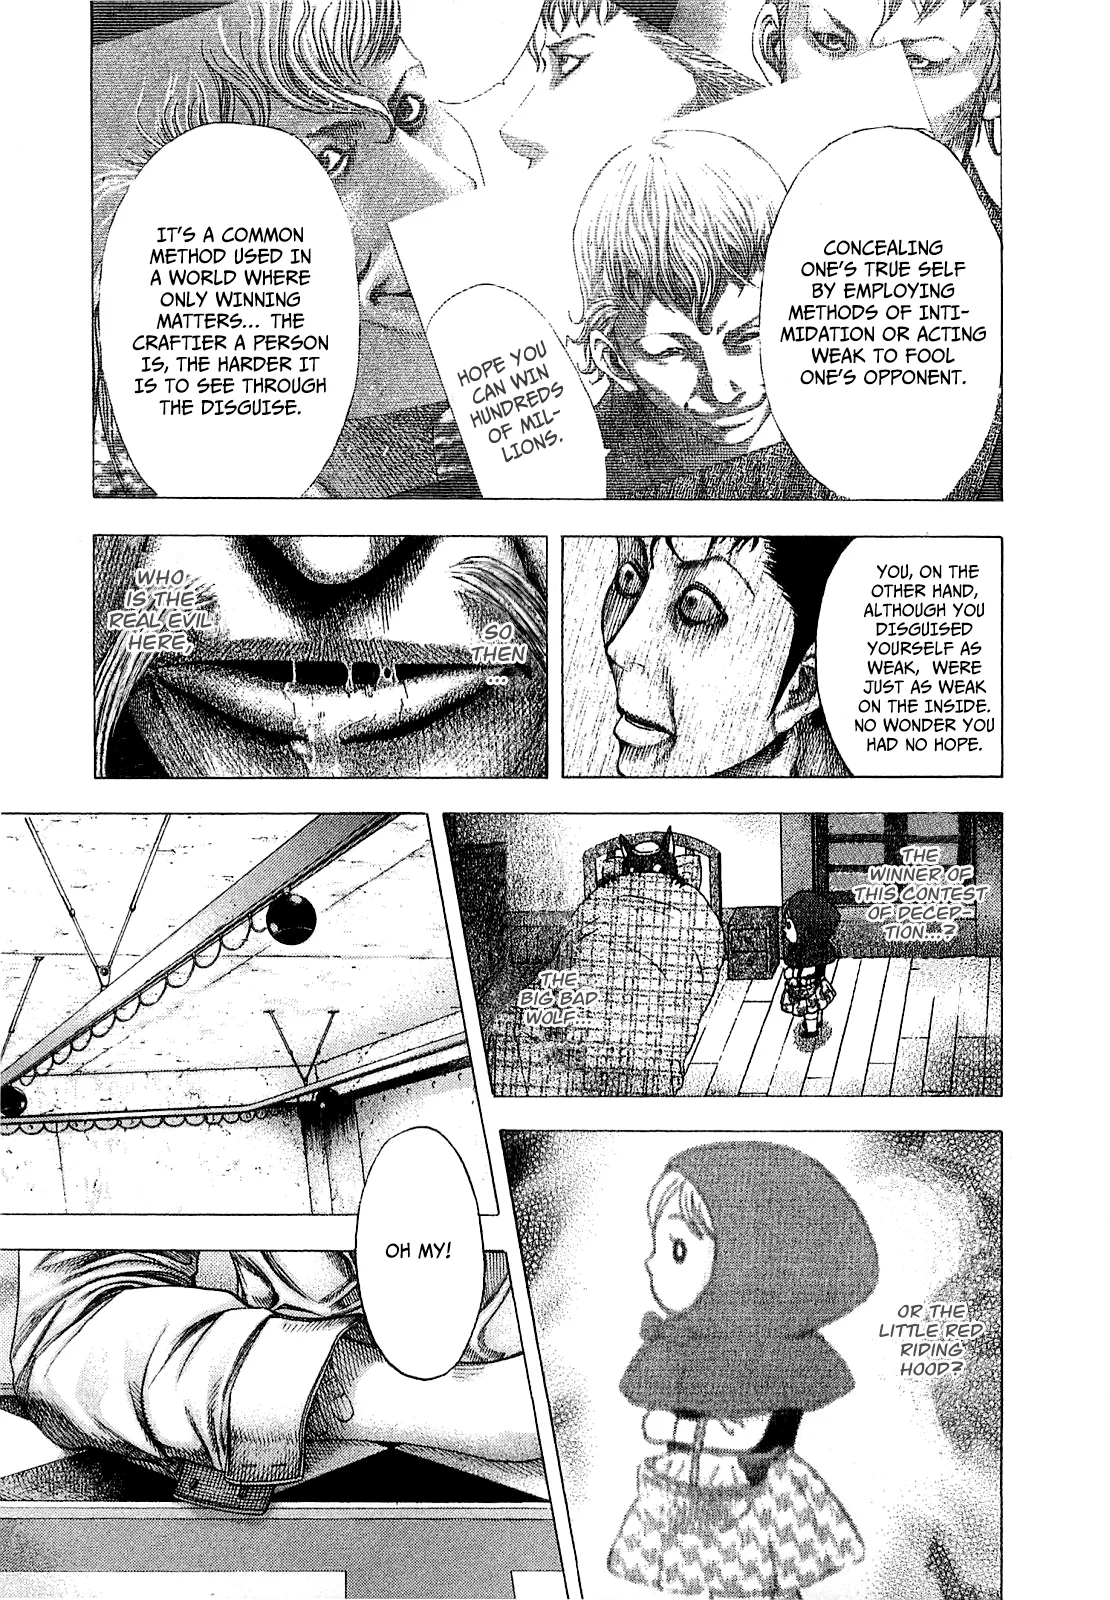 CONCEALING
ONE'S TRUE SELF
BY EMPLOYING
METHODS OF INTI-
MIDATION OR ACTING
WEAK TO FOOL
ONE'S OPPONENT.
HOPE YOU
CAN WIN
HUNDREDS
OF MIL-
LIONS.
IT'S A COMMON
METHOD USED IN
A WORLD WHERE
ONLY WINNING
MATTERS... THE
CRAFTIER A PERSON
IS, THE HARDER IT
IS TO SEE THROUGH
THE DISGUISE.
YOU, ON THE
OTHER HAND,
ALTHOUGH YOU
DISGUISED
YOURSELF AS
WEAK, WERE
JUST AS WEAK
ON THE INSIDE.
NO WONDER YOU
HAD NO HOPE.
SO
THEN
...
WHO
IS THE
REAL EVIL
HERE,
THE
WINNER OF
THIS CONTEST
OF DECEP-
TION...?
THE
BIG BAD
WOLF...
OR THE
LITTLE RED
RIDING
HOOD?
OH MY!